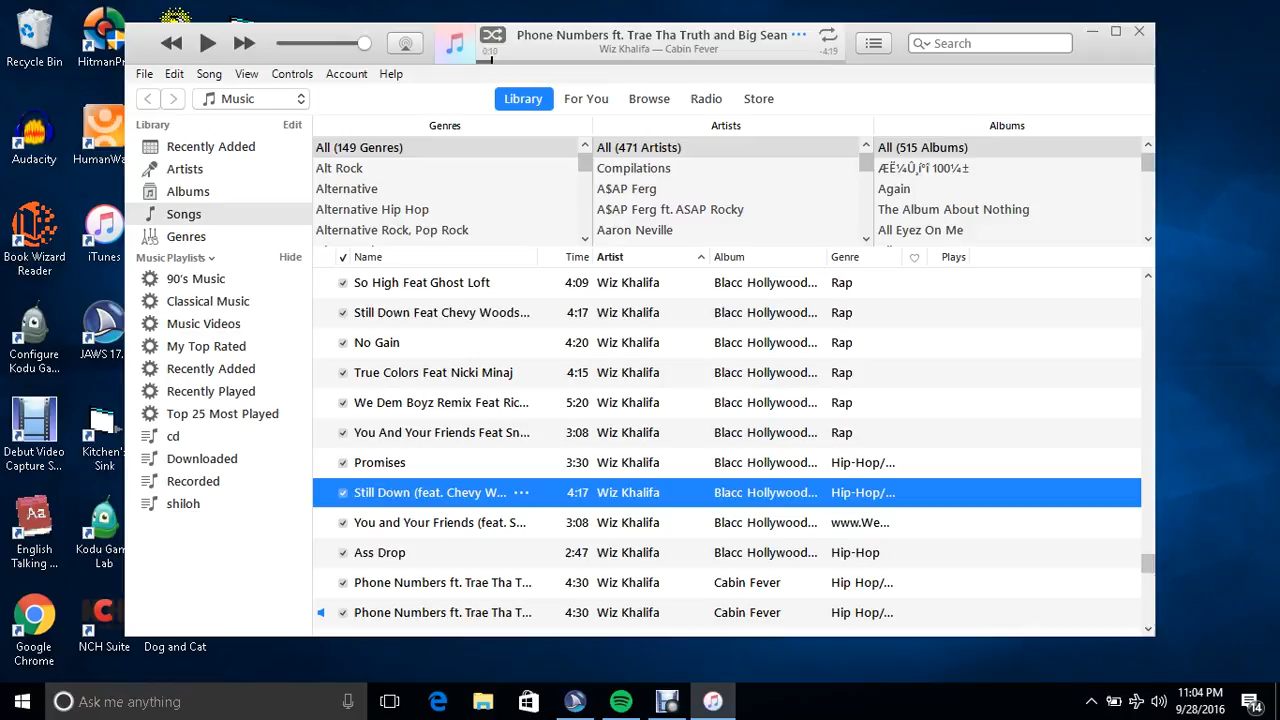 Recycle Bin
HitmanP
Audacity
HumanWa
Book Wizard
Reader
iTunes
Configure
Kodu Ga...
JAWS 17.
Debut Video
Capture S...
Kitchen's
Sink
English
Talking ...
Kodu Gam
Lab
Google
Chrome
NCH Suite
Dog and Cat
Phone Numbers ft. Trae Tha Truth and Big Sean •••
0:10
Wiz Khalifa — Cabin Fever
-4:19
Search
File Edit Song View Controls Account Help
Music
Library For You Browse Radio Store
Library Edit
Recently Added
Artists
Albums
Songs
Genres
Music Playlists Hide
90's Music
Classical Music
Music Videos
My Top Rated
Recently Added
Recently Played
Top 25 Most Played
cd
Downloaded
Recorded
shiloh
Genres
All (149 Genres)
Alt Rock
Alternative
Alternative Hip Hop
Alternative Rock, Pop Rock
Artists
All (471 Artists)
Compilations
A$AP Ferg
A$AP Ferg ft. ASAP Rocky
Aaron Neville
Albums
All (515 Albums)
Again
The Album About Nothing
All Eyez On Me
✓ Name Time Artist Album Genre Plays
So High Feat Ghost Loft 4:09 Wiz Khalifa Blacc Hollywood... Rap
Still Down Feat Chevy Woods... 4:17 Wiz Khalifa Blacc Hollywood... Rap
No Gain 4:20 Wiz Khalifa Blacc Hollywood... Rap
True Colors Feat Nicki Minaj 4:15 Wiz Khalifa Blacc Hollywood... Rap
We Dem Boyz Remix Feat Ric... 5:20 Wiz Khalifa Blacc Hollywood... Rap
You And Your Friends Feat Sn... 3:08 Wiz Khalifa Blacc Hollywood... Rap
Promises 3:30 Wiz Khalifa Blacc Hollywood... Hip-Hop/...
Still Down (feat. Chevy W... ••• 4:17 Wiz Khalifa Blacc Hollywood... Hip-Hop/...
You and Your Friends (feat. S... 3:08 Wiz Khalifa Blacc Hollywood... www.We...
Ass Drop 2:47 Wiz Khalifa Blacc Hollywood... Hip-Hop
Phone Numbers ft. Trae Tha T... 4:30 Wiz Khalifa Cabin Fever Hip Hop/...
Phone Numbers ft. Trae Tha T... 4:30 Wiz Khalifa Cabin Fever Hip Hop/...
Ask me anything
11:04 PM
9/28/2016
14